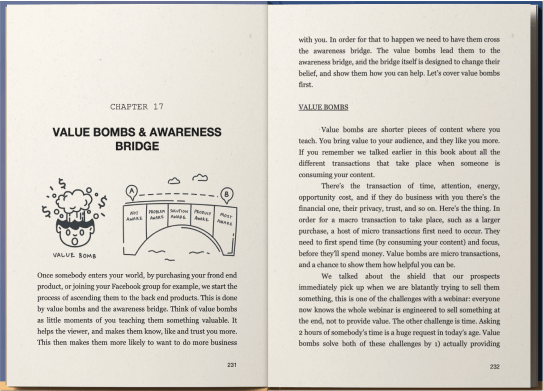 CHAPTER 17
VALUE BOMBS & AWARENESS
BRIDGE
A
B
NOT AWARE
PROBLEM AWARE
SOLUTION AWARE
PRODUCT AWARE
MOST AWARE
VALUE BOMB
Once somebody enters your world, by purchasing your frond end
product, or joining your Facebook group for example, we start the
process of ascending them to the back end products. This is done
by value bombs and the awareness bridge. Think of value bombs
as little moments of you teaching them something valuable. It
helps the viewer, and makes them know, like and trust you more.
This then makes them more likely to want to do more business
231
with you. In order for that to happen we need to have them cross
the awareness bridge. The value bombs lead them to the
awareness bridge, and the bridge itself is designed to change their
belief, and show them how you can help. Let's cover value bombs
first.
VALUE BOMBS
Value bombs are shorter pieces of content where you
teach. You bring value to your audience, and they like you more.
If you remember we talked earlier in this book about all the
different transactions that take place when someone is
consuming your content.
There's the transaction of time, attention, energy,
opportunity cost, and if they do business with you there's the
financial one, their privacy, trust, and so on. Here's the thing. In
order for a macro transaction to take place, such as a larger
purchase, a host of micro transactions first need to occur. They
need to first spend time (by consuming your content) and focus,
before they'll spend money. Value bombs are micro transactions,
and a chance to show them how helpful you can be.
We talked about the shield that our prospects
immediately pick up when we are blatantly trying to sell them
something, this is one of the challenges with a webinar: everyone
now knows the whole webinar is engineered to sell something at
the end, not to provide value. The other challenge is time. Asking
2 hours of somebody's time is a huge request in today's age. Value
bombs solve both of these challenges by 1) actually providing
232